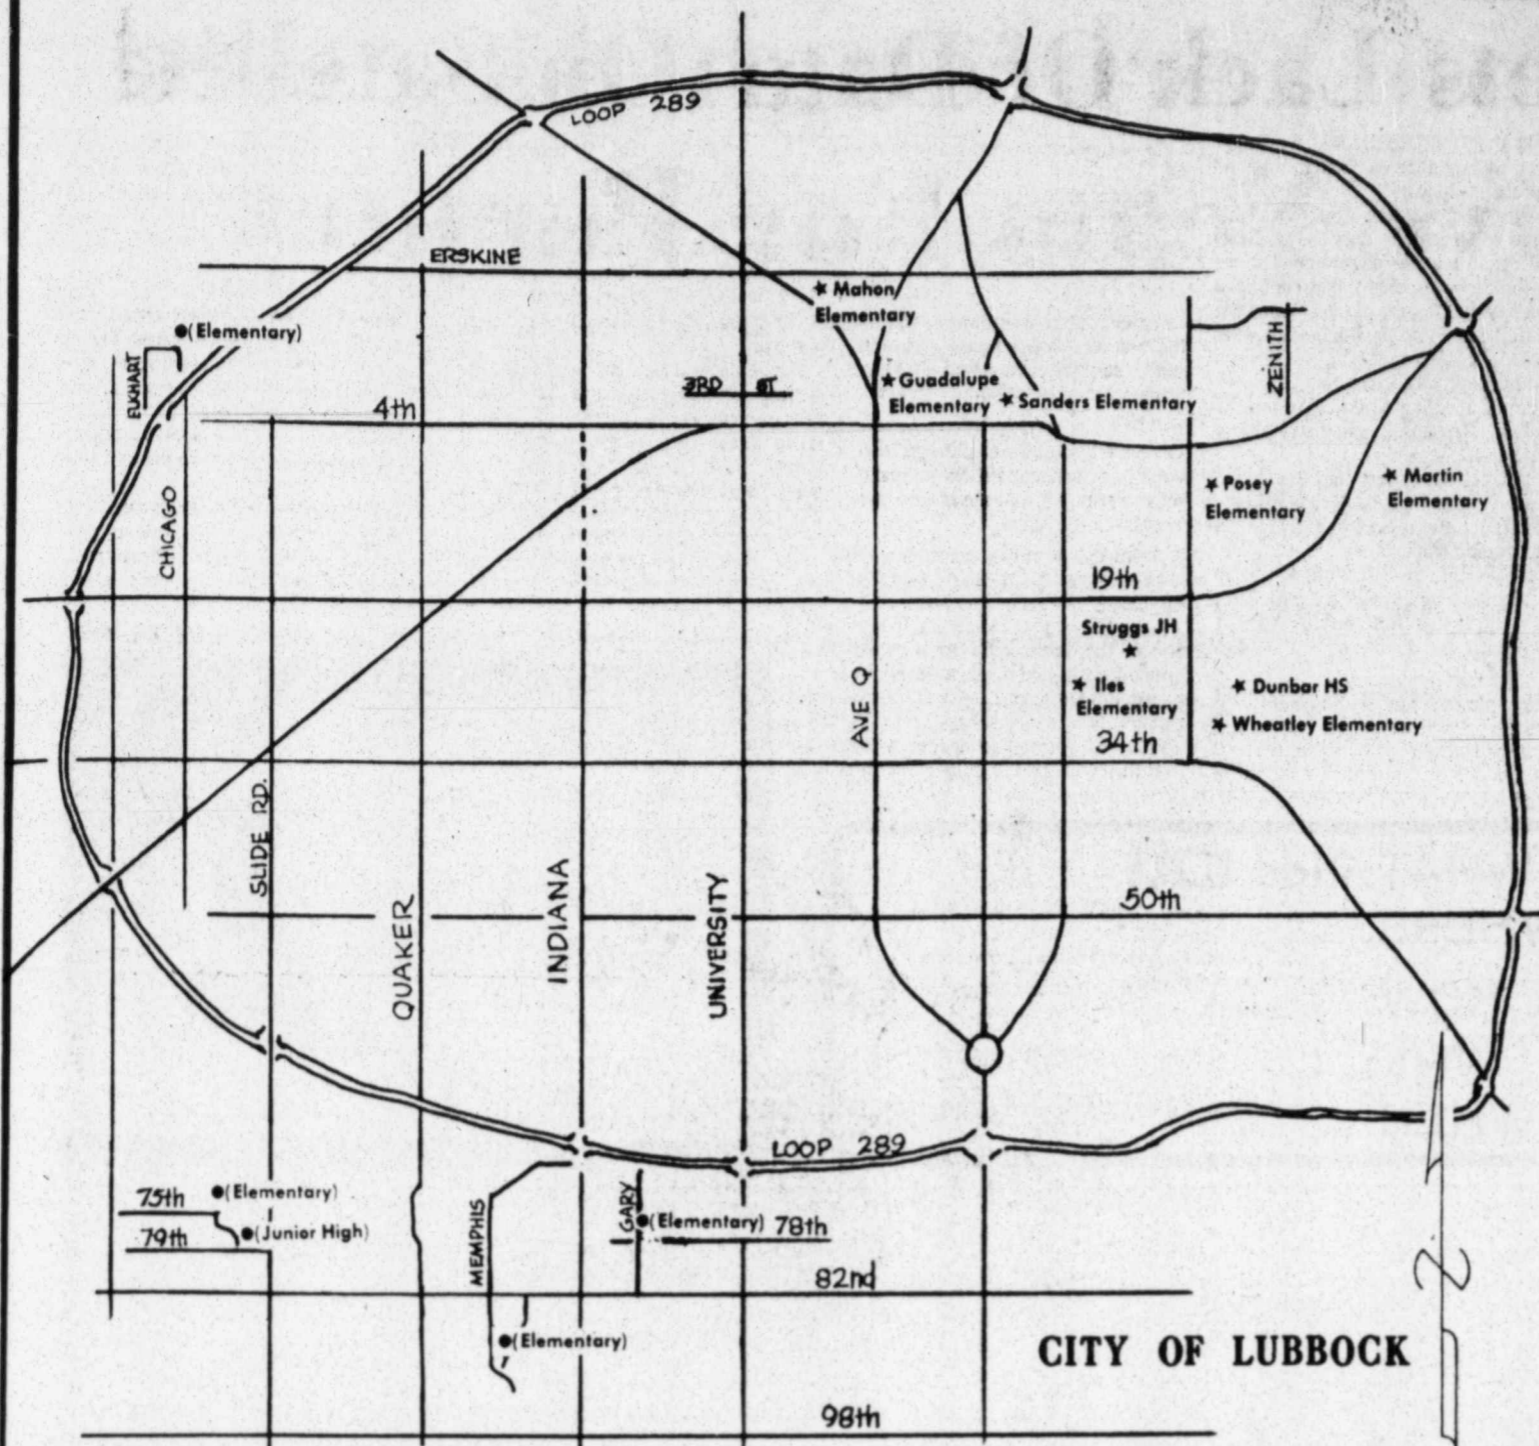 LOOP 289
ERSKINE
★ Mahon
Elementary
●(Elementary)
ELKHART
ZENITH
3RD ST
★ Guadalupe
Elementary
★ Sanders Elementary
4th
CHICAGO
★ Posey
Elementary
★ Martin
Elementary
19th
Struggs JH
★
★ Iles
Elementary
★ Dunbar HS
★ Wheatley Elementary
AVE Q
34th
SLIDE RD.
QUAKER
INDIANA
UNIVERSITY
50th
LOOP 289
75th
●(Elementary)
79th
●(Junior High)
MEMPHIS
GARY
●(Elementary) 78th
82nd
●(Elementary)
N
CITY OF LUBBOCK
98th